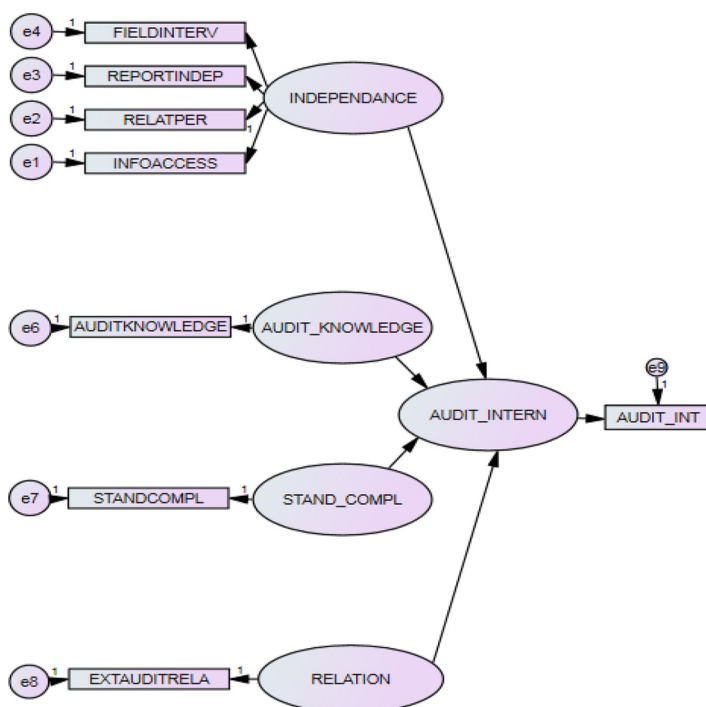 e4
1
FIELDINTERV
e3
1
REPORTINDEP
INDEPENDANCE
e2
1
RELATPER
1
e1
1
INFOACCESS
e6
1
AUDITKNOWLEDGE
1
AUDIT_KNOWLEDGE
e9
1
AUDIT_INTERN
AUDIT_INT
e7
1
STANDCOMPL
1
STAND_COMPL
e8
1
EXTAUDITRELA
1
RELATION